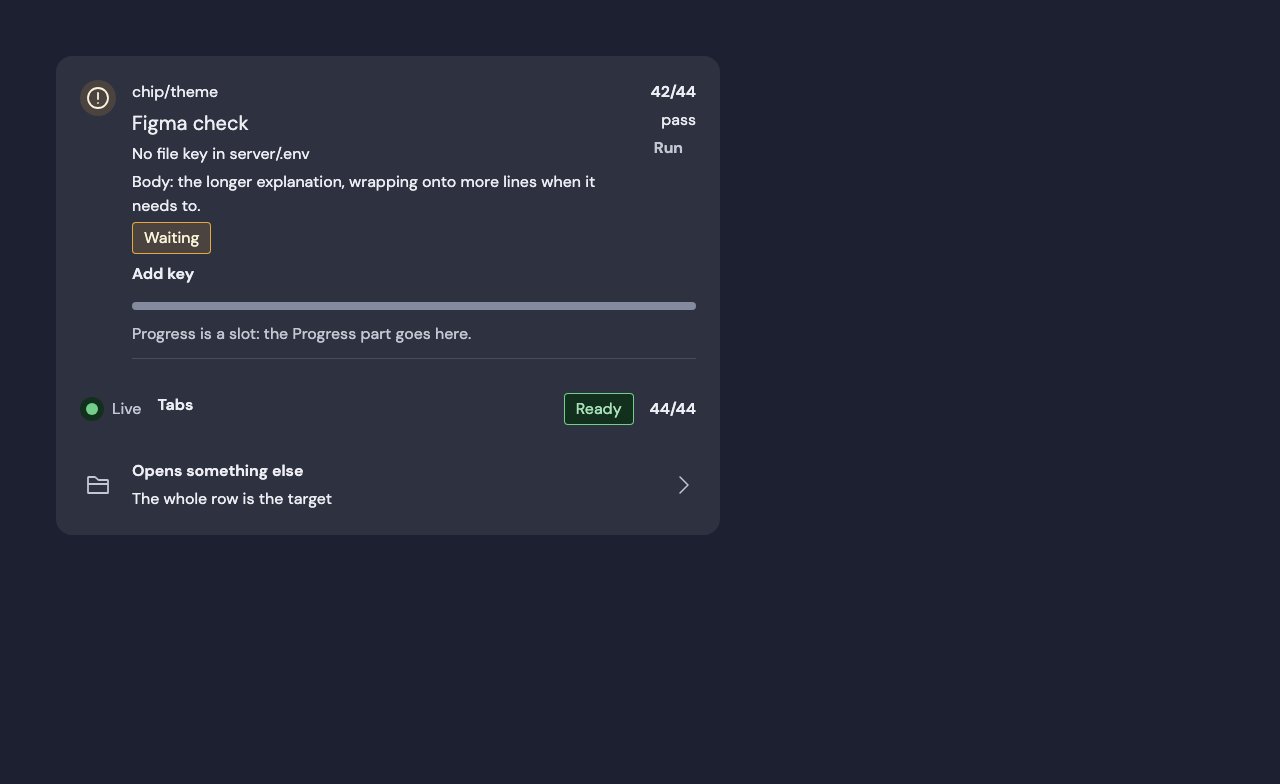 chip/theme
42/44
Figma check
pass
No file key in server/.env
Run
Body: the longer explanation, wrapping onto more lines when it
needs to.
Waiting
Add key
Progress is a slot: the Progress part goes here.
Live
Tabs
Ready
44/44
Opens something else
The whole row is the target